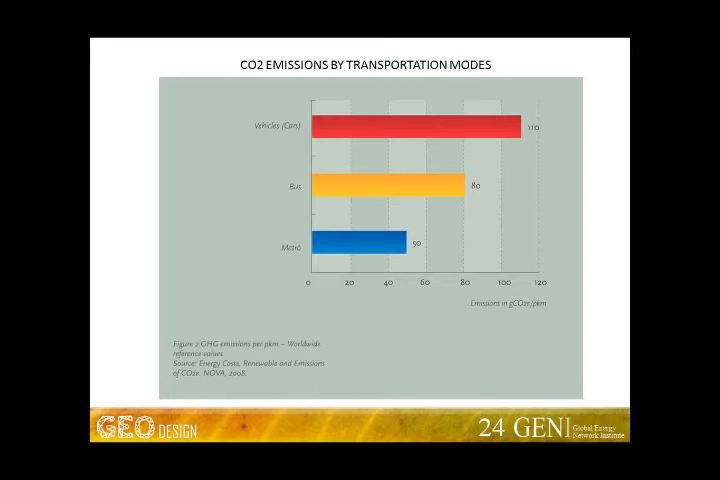 CO2 EMISSIONS BY TRANSPORTATION MODES
Vehicles (Cars)
110
Bus
80
Metro
50
0 20 40 60 80 100 120
Emissions in gCO2e/pkm
Figure 2 GHG emissions per pkm – Worldwide
reference values
Source: Energy Costs, Renewable and Emissions
of CO2e. NOVA, 2008.
GEO DESIGN
24 GENI Global Energy
Network Institute